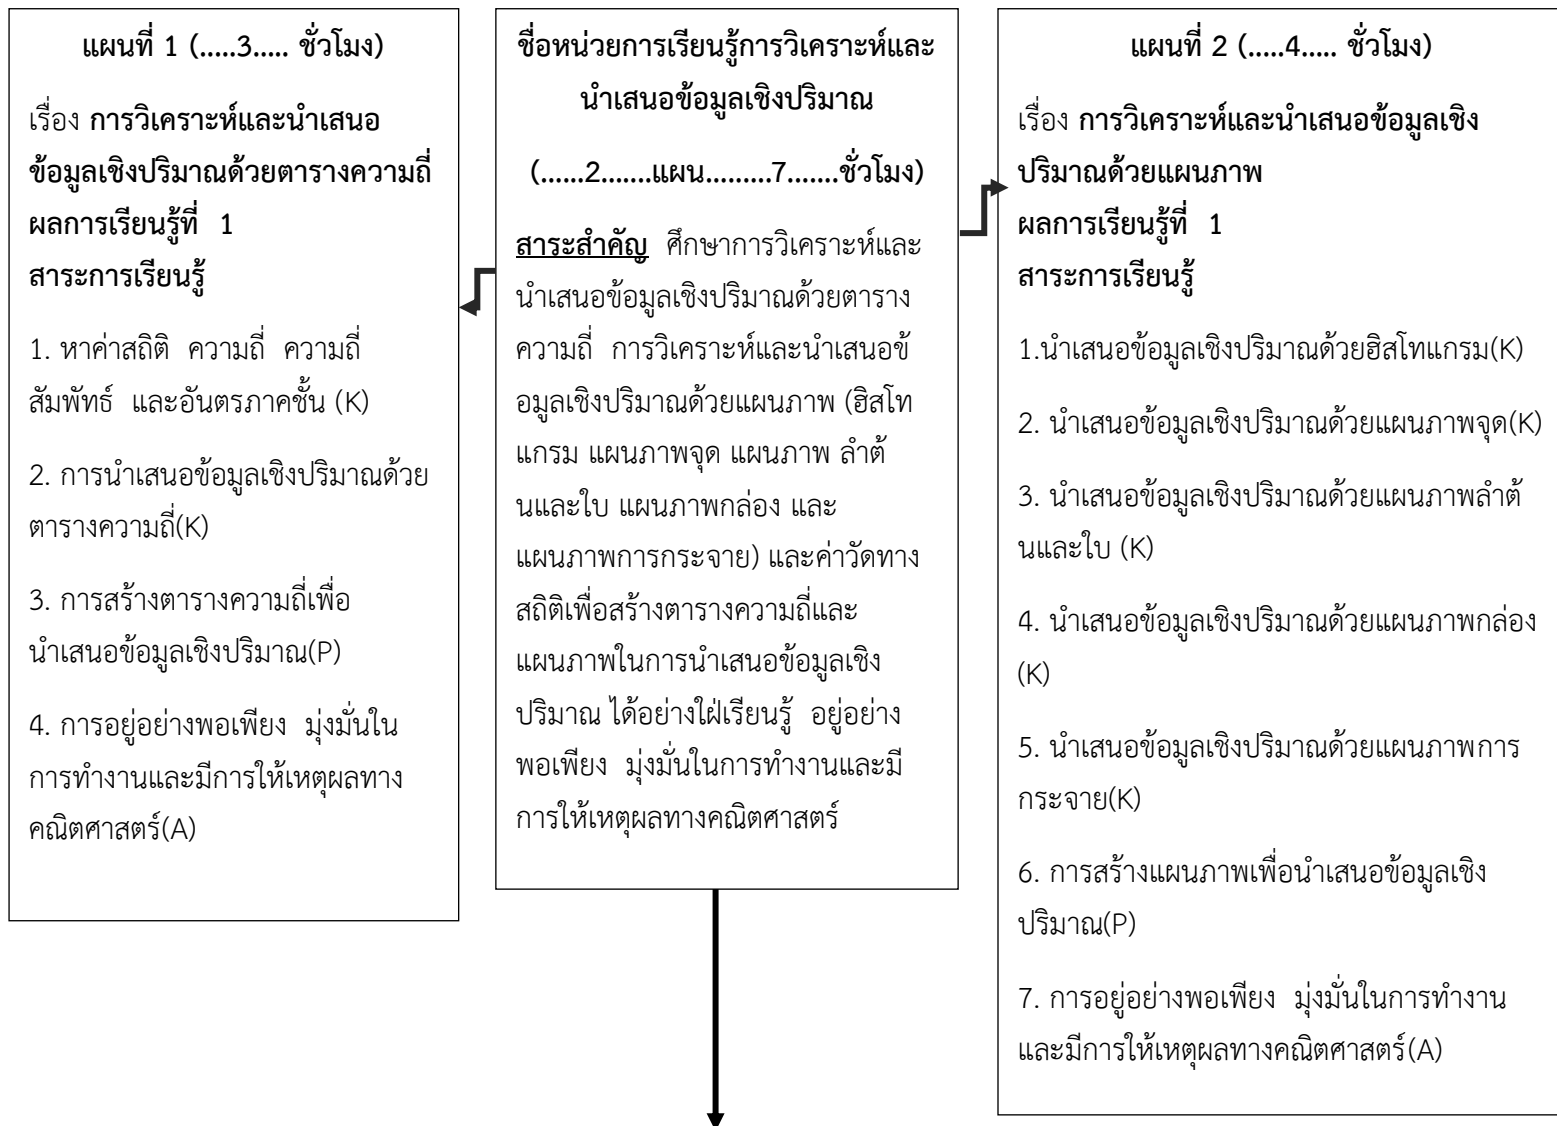 แผนที่ 1 (.....3..... ชั่วโมง)
เรื่อง การวิเคราะห์และนำเสนอ
ข้อมูลเชิงปริมาณด้วยตารางความถี่
ผลการเรียนรู้ที่ 1
สาระการเรียนรู้
1. หาค่าสถิติ ความถี่ ความถี่
สัมพัทธ์ และอันตรภาคชั้น (K)
2. การนำเสนอข้อมูลเชิงปริมาณด้วย
ตารางความถี่(K)
3. การสร้างตารางความถี่เพื่อ
นำเสนอข้อมูลเชิงปริมาณ(P)
4. การอยู่อย่างพอเพียง มุ่งมั่นใน
การทำงานและมีการให้เหตุผลทาง
คณิตศาสตร์(A)
ชื่อหน่วยการเรียนรู้การวิเคราะห์และ
นำเสนอข้อมูลเชิงปริมาณ
(......2.......แผน.........7.......ชั่วโมง)
สาระสำคัญ ศึกษาการวิเคราะห์และ
นำเสนอข้อมูลเชิงปริมาณด้วยตาราง
ความถี่ การวิเคราะห์และนำเสนอข้
อมูลเชิงปริมาณด้วยแผนภาพ (ฮิสโท
แกรม แผนภาพจุด แผนภาพ ลำต้
นและใบ แผนภาพกล่อง และ
แผนภาพการกระจาย) และค่าวัดทาง
สถิติเพื่อสร้างตารางความถี่และ
แผนภาพในการนำเสนอข้อมูลเชิง
ปริมาณ ได้อย่างใฝ่เรียนรู้ อยู่อย่าง
พอเพียง มุ่งมั่นในการทำงานและมี
การให้เหตุผลทางคณิตศาสตร์
แผนที่ 2 (.....4..... ชั่วโมง)
เรื่อง การวิเคราะห์และนำเสนอข้อมูลเชิง
ปริมาณด้วยแผนภาพ
ผลการเรียนรู้ที่ 1
สาระการเรียนรู้
1.นำเสนอข้อมูลเชิงปริมาณด้วยฮิสโทแกรม(K)
2. นำเสนอข้อมูลเชิงปริมาณด้วยแผนภาพจุด(K)
3. นำเสนอข้อมูลเชิงปริมาณด้วยแผนภาพลำต้
นและใบ (K)
4. นำเสนอข้อมูลเชิงปริมาณด้วยแผนภาพกล่อง
(K)
5. นำเสนอข้อมูลเชิงปริมาณด้วยแผนภาพการ
กระจาย(K)
6. การสร้างแผนภาพเพื่อนำเสนอข้อมูลเชิง
ปริมาณ(P)
7. การอยู่อย่างพอเพียง มุ่งมั่นในการทำงาน
และมีการให้เหตุผลทางคณิตศาสตร์(A)